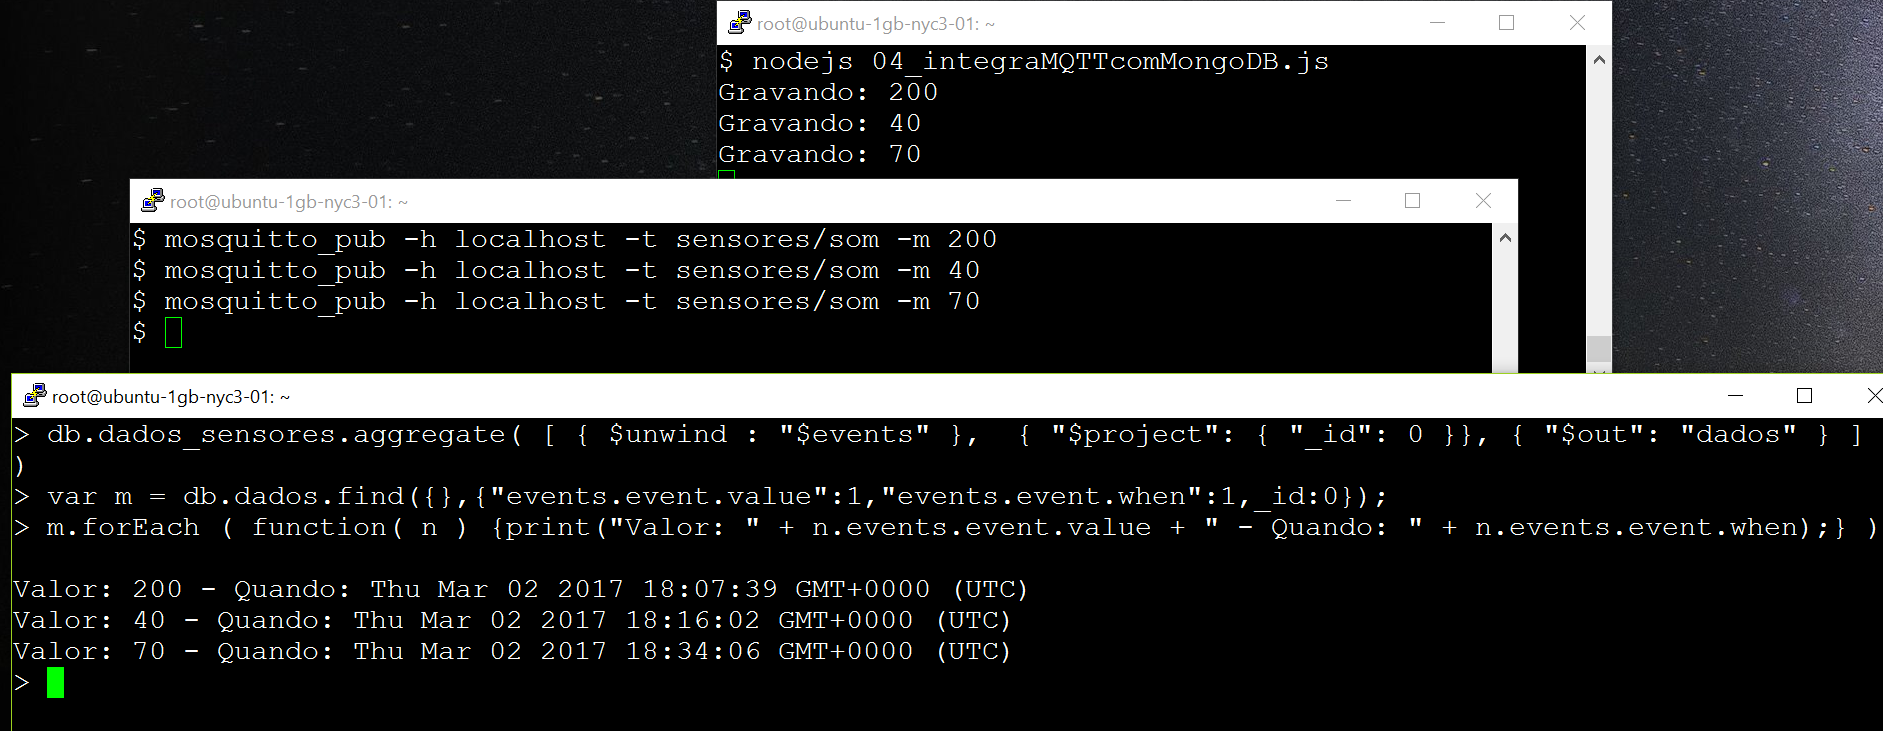 root@ubuntu-1gb-nyc3-01: ~
$ nodejs 04_integraMQTTcomMongoDB.js
Gravando: 200
Gravando: 40
Gravando: 70
root@ubuntu-1gb-nyc3-01: ~
$ mosquitto_pub -h localhost -t sensores/som -m 200
$ mosquitto_pub -h localhost -t sensores/som -m 40
$ mosquitto_pub -h localhost -t sensores/som -m 70
$
root@ubuntu-1gb-nyc3-01: ~
> db.dados_sensores.aggregate( [ { $unwind : "$events" },  { "$project": { "_id": 0 }}, { "$out": "dados" } ]
)
> var m = db.dados.find({},{"events.event.value":1,"events.event.when":1,_id:0});
> m.forEach ( function( n ) {print("Valor: " + n.events.event.value + " - Quando: " + n.events.event.when);} )
Valor: 200 - Quando: Thu Mar 02 2017 18:07:39 GMT+0000 (UTC)
Valor: 40 - Quando: Thu Mar 02 2017 18:16:02 GMT+0000 (UTC)
Valor: 70 - Quando: Thu Mar 02 2017 18:34:06 GMT+0000 (UTC)
>